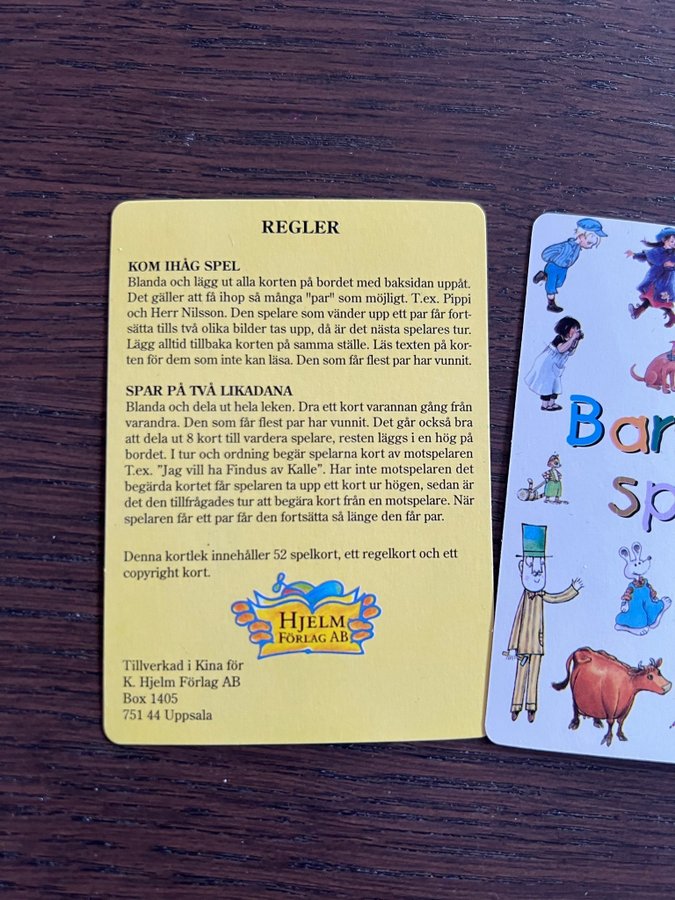 REGLER
KOM IHÅG SPEL
Blanda och lägg ut alla korten på bordet med baksidan uppåt.
Det gäller att få ihop så många "par" som möjligt. T.ex. Pippi
och Herr Nilsson. Den spelare som vänder upp ett par får fort-
sätta tills två olika bilder tas upp, då är det nästa spelares tur.
Lägg alltid tillbaka korten på samma ställe. Läs texten på kor-
ten för dem som inte kan läsa. Den som får flest par har vunnit.
SPAR PÅ TVÅ LIKADANA
Blanda och dela ut hela leken. Dra ett kort varannan gång från
varandra. Den som får flest par har vunnit. Det går också bra
att dela ut 8 kort till vardera spelare, resten läggs i en hög på
bordet. I tur och ordning begär spelarna kort av motspelaren
T.ex. "Jag vill ha Findus av Kalle". Har inte motspelaren det
begärda kortet får spelaren ta upp ett kort ur högen, sedan är
det den tillfrågades tur att begära kort från en motspelare. När
spelaren får ett par får den fortsätta så länge den får par.
Denna kortlek innehåller 52 spelkort, ett regelkort och ett
copyright kort.
HJELM
FÖRLAG AB
Tillverkad i Kina för
K. Hjelm Förlag AB
Box 1405
751 44 Uppsala
Bar
sp